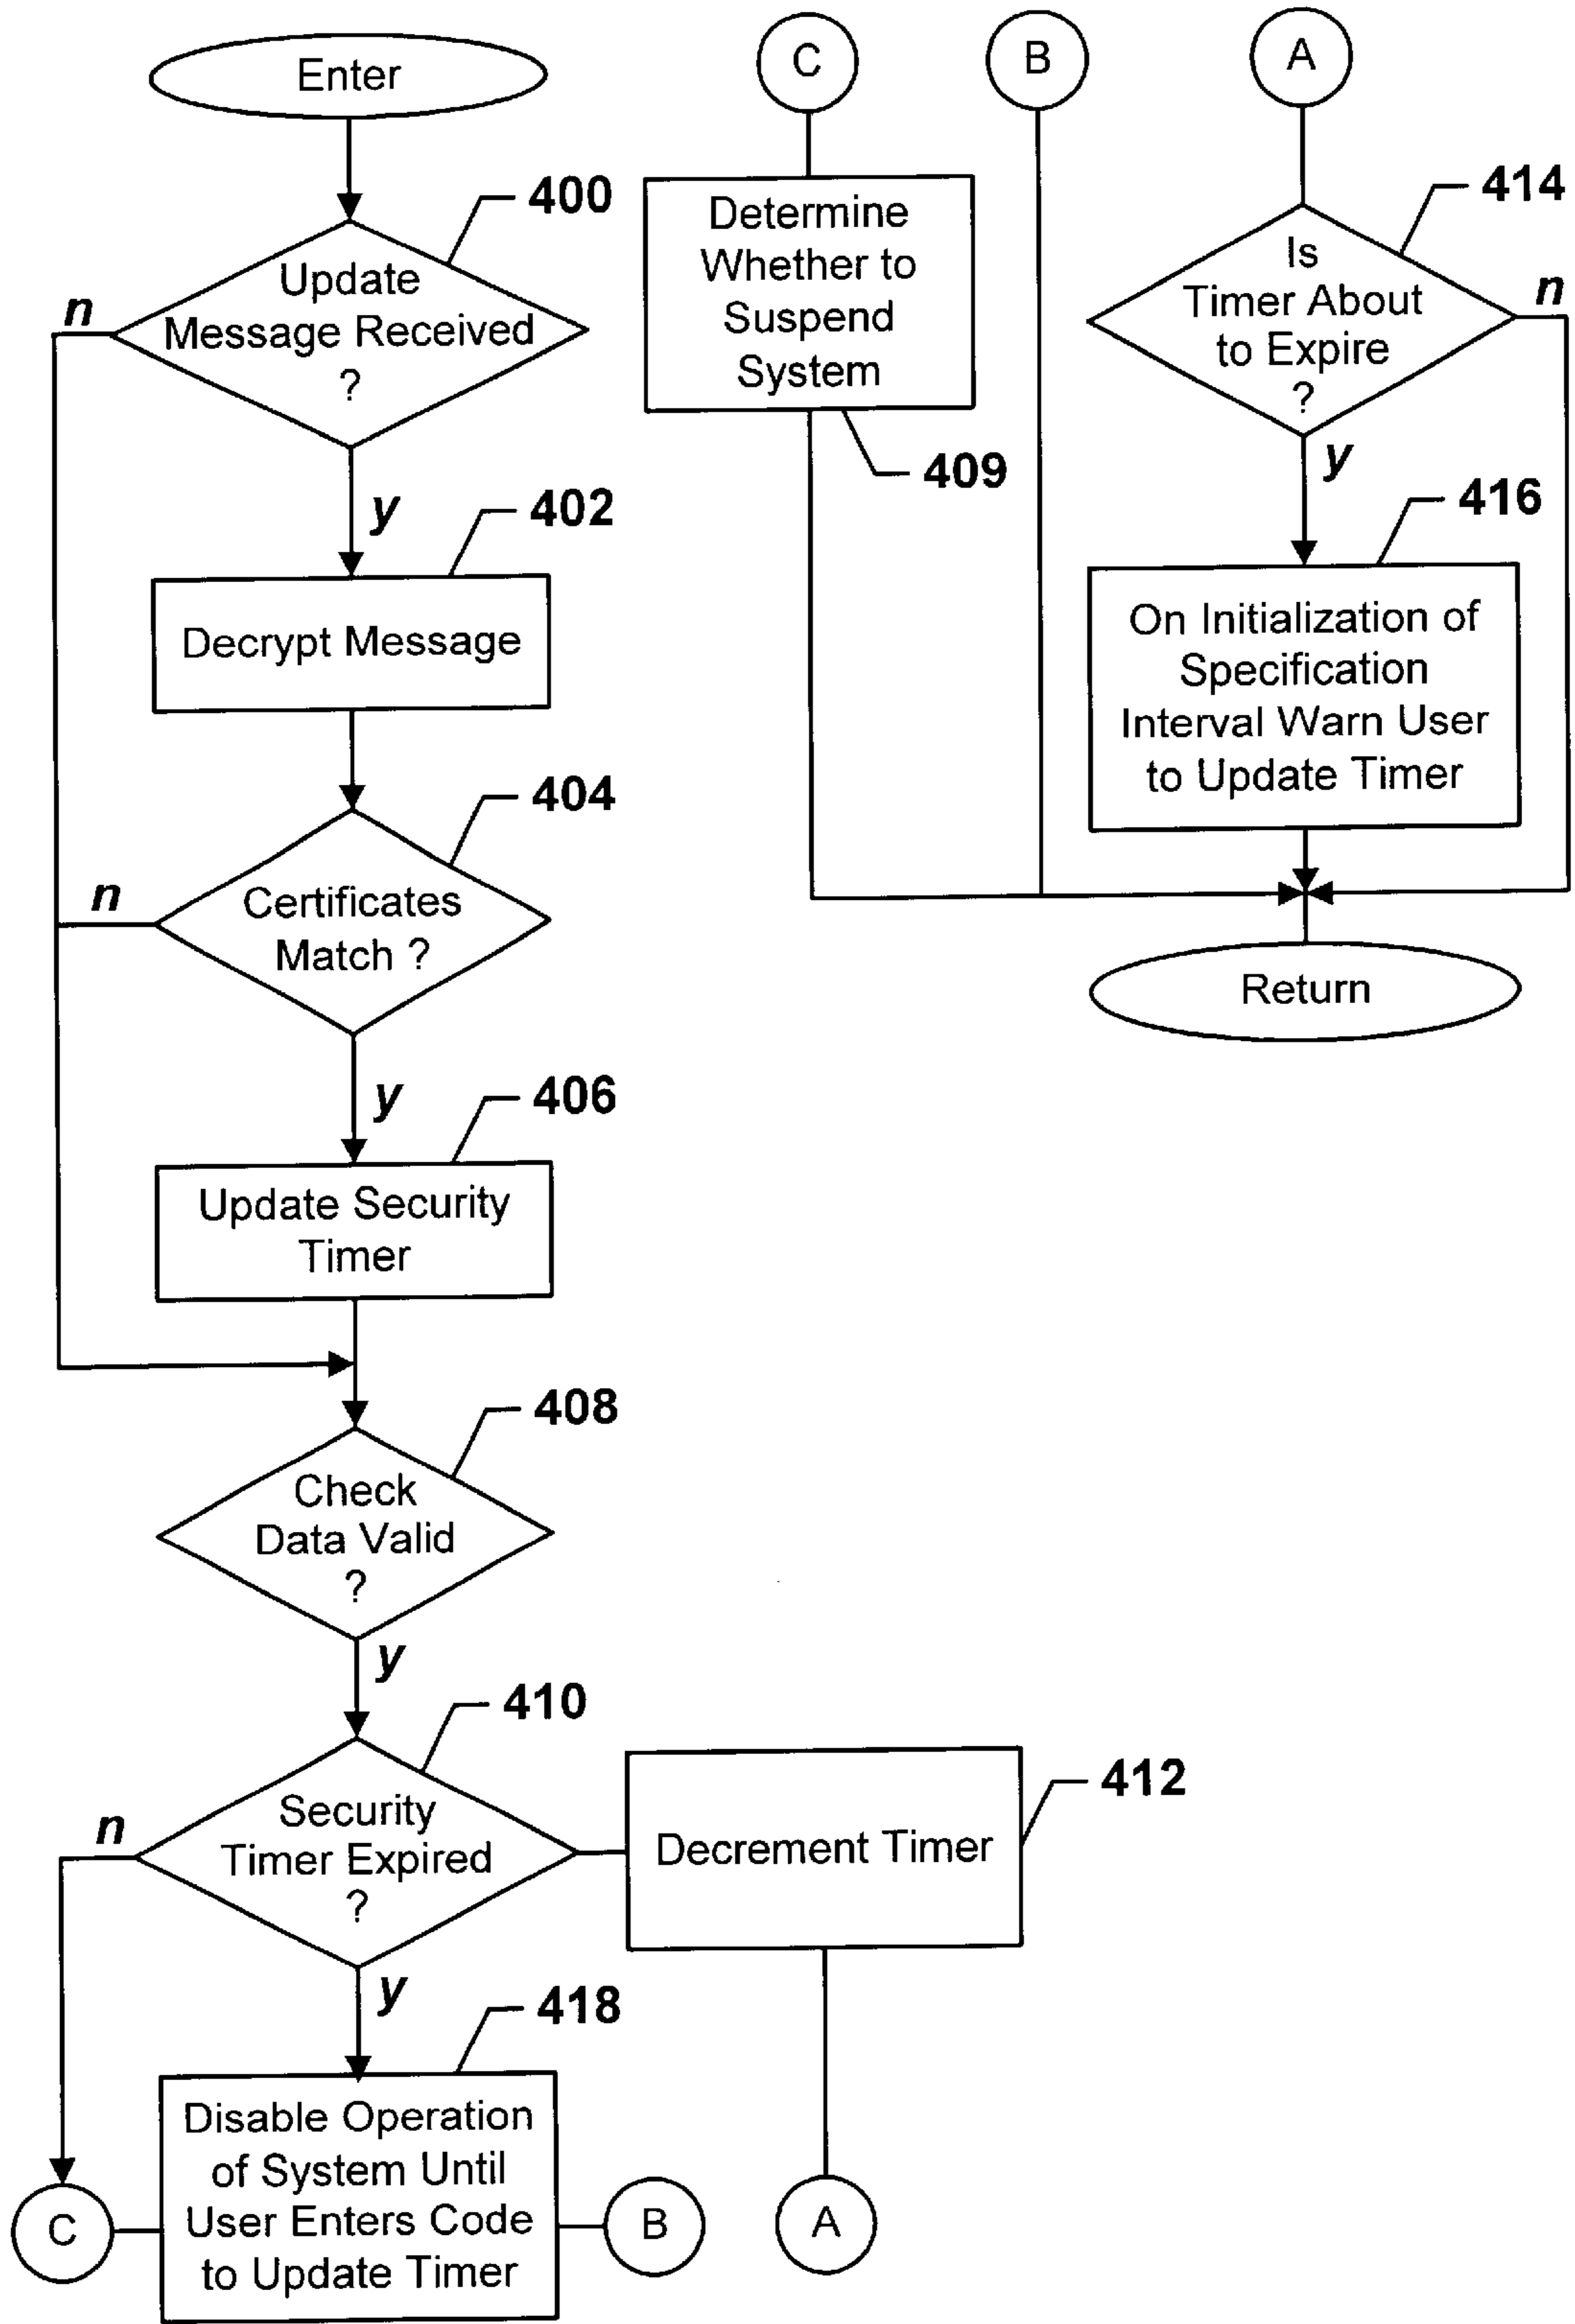 Enter
400
Update
Message Received
?
n
y
402
Decrypt Message
404
Certificates
Match ?
n
y
406
Update Security
Timer
408
Check
Data Valid
?
y
410
Security
Timer Expired
?
n
y
412
Decrement Timer
418
Disable Operation
of System Until
User Enters Code
to Update Timer
C
B
A
C
Determine
Whether to
Suspend
System
409
B
A
414
Is
Timer About
to Expire
?
n
y
416
On Initialization of
Specification
Interval Warn User
to Update Timer
Return